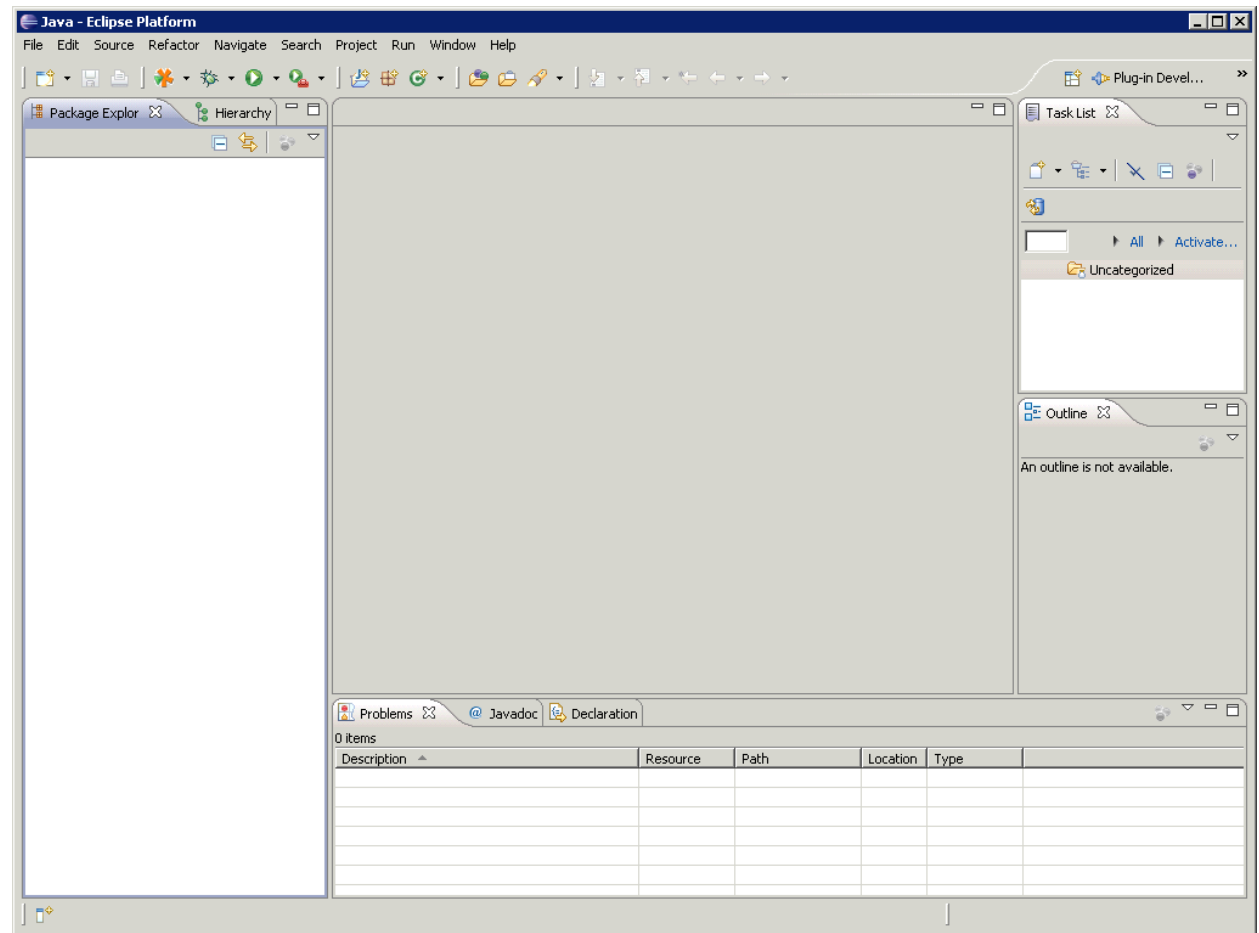 Java - Eclipse Platform
File Edit Source Refactor Navigate Search Project Run Window Help
Plug-in Devel... »
Package Explor Hierarchy
Task List
All Activate...
Uncategorized
Outline
An outline is not available.
Problems @ Javadoc Declaration
0 items
Description Resource Path Location Type